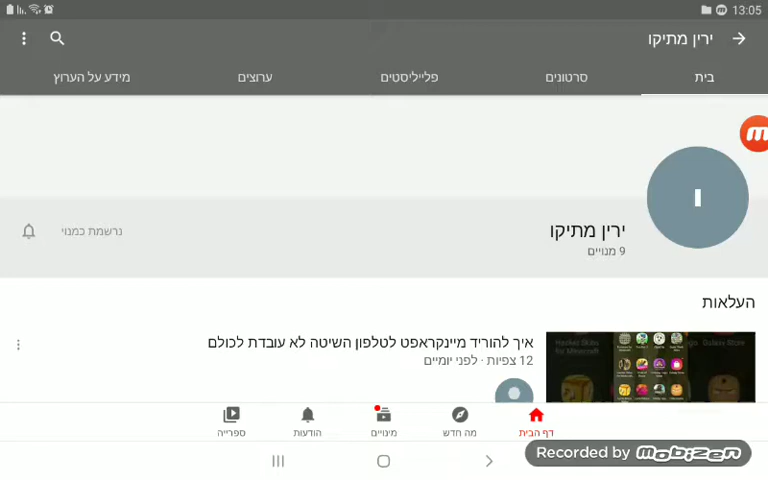 13:05
ירין מתיקו
בית
סרטונים
פלייליסטים
ערוצים
מידע על הערוץ
ירין מתיקו
9 מנויים
נרשמת כמנוי
העלאות
איך להוריד מיינקראפט לטלפון השיטה לא עובדת לכולם
12 צפיות · לפני יומיים
דף הבית
מה חדש
מינויים
הודעות
ספרייה
Recorded by mobizen